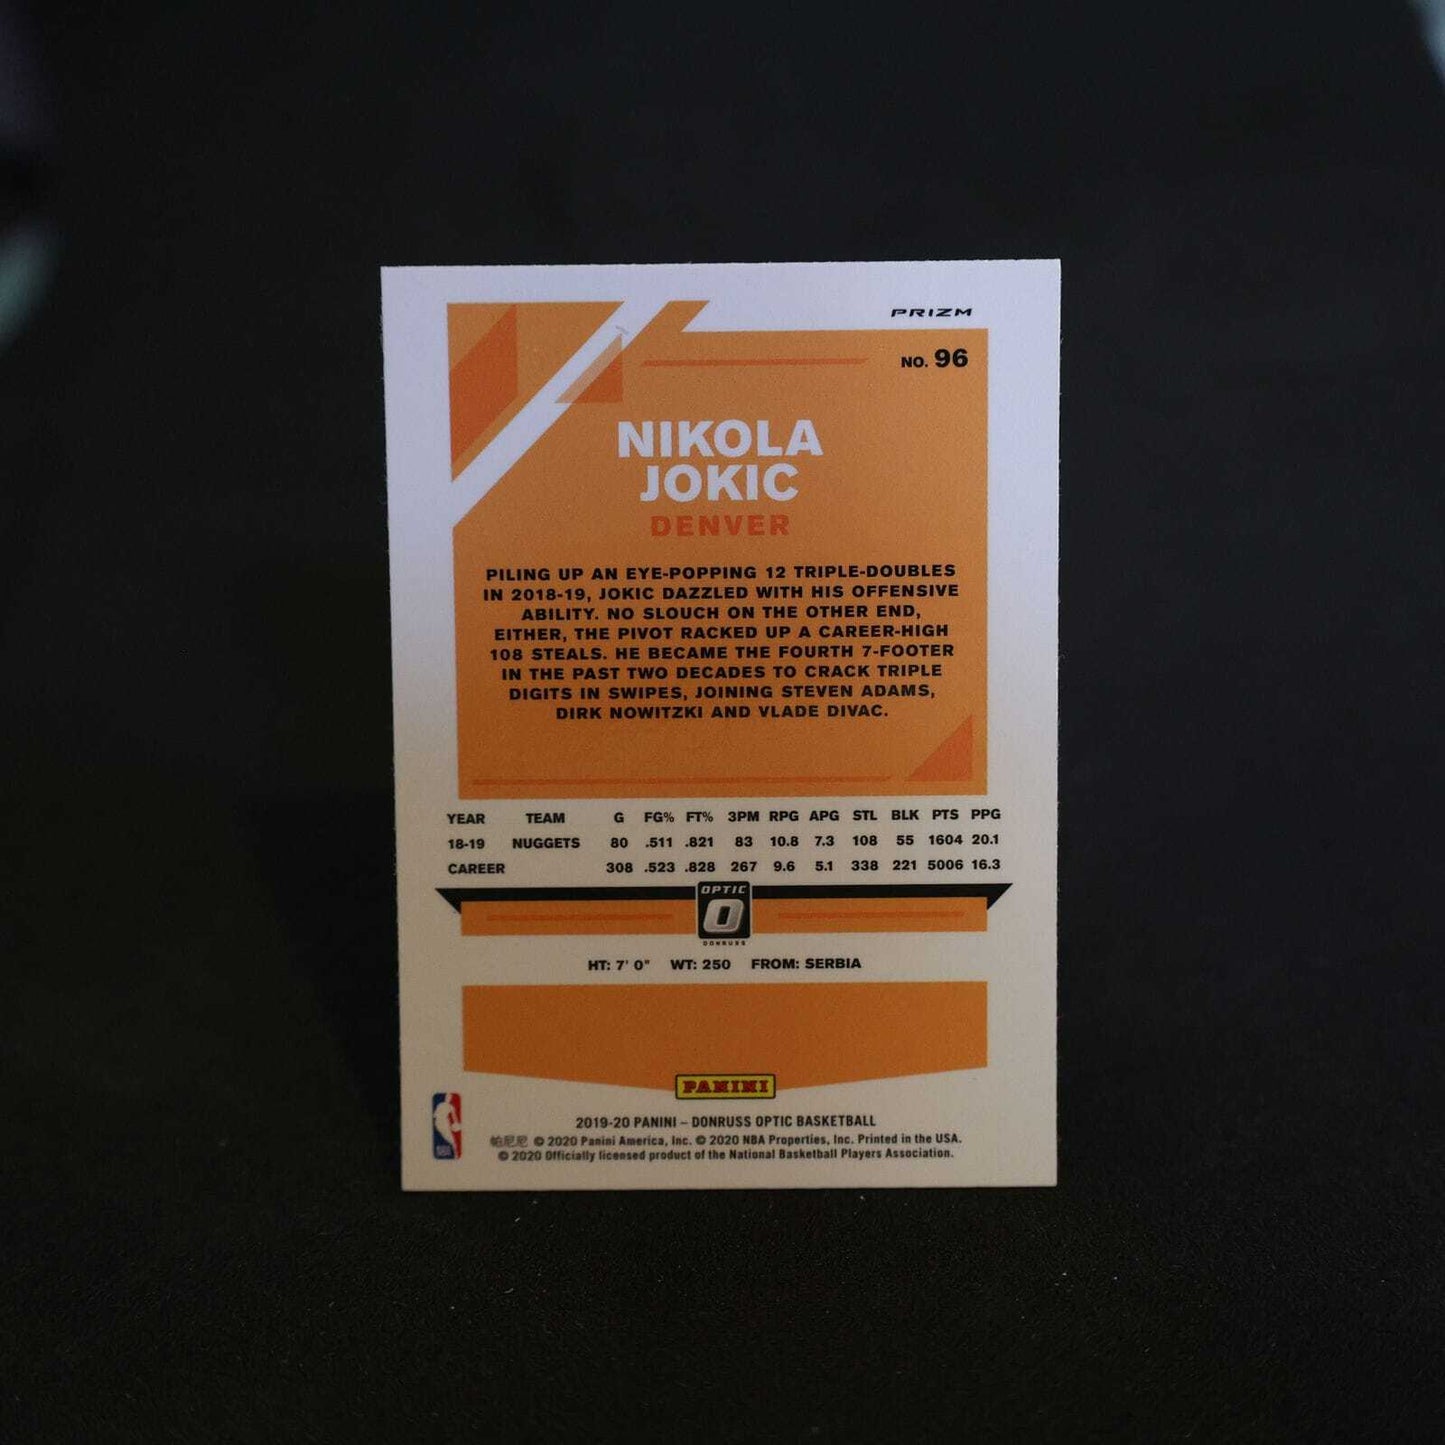 PRIZM
NO. 96
NIKOLA
JOKIC
DENVER
PILING UP AN EYE-POPPING 12 TRIPLE-DOUBLES
IN 2018-19, JOKIC DAZZLED WITH HIS OFFENSIVE
ABILITY. NO SLOUCH ON THE OTHER END,
EITHER, THE PIVOT RACKED UP A CAREER-HIGH
108 STEALS. HE BECAME THE FOURTH 7-FOOTER
IN THE PAST TWO DECADES TO CRACK TRIPLE
DIGITS IN SWIPES, JOINING STEVEN ADAMS,
DIRK NOWITZKI AND VLADE DIVAC.
YEAR TEAM G FG% FT% 3PM RPG APG STL BLK PTS PPG
18-19 NUGGETS 80 .511 .821 83 10.8 7.3 108 55 1604 20.1
CAREER 308 .523 .828 267 9.6 5.1 338 221 5006 16.3
OPTIC
O
DONRUSS
HT: 7' 0" WT: 250 FROM: SERBIA
PANINI
2019-20 PANINI – DONRUSS OPTIC BASKETBALL
帕尼尼 © 2020 Panini America, Inc. © 2020 NBA Properties, Inc. Printed in the USA.
© 2020 Officially licensed product of the National Basketball Players Association.
NBA